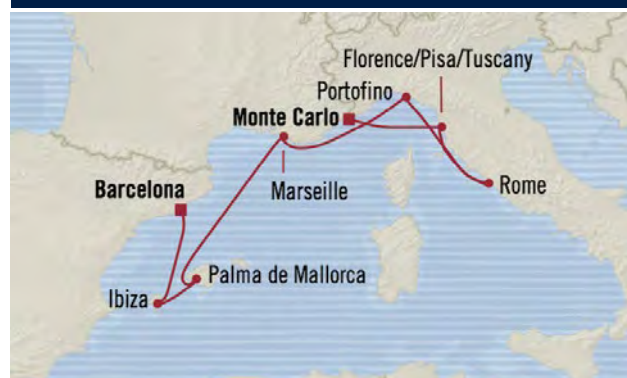 Florence/Pisa/Tuscany
Portofino
Monte Carlo
Marseille
Rome
Barcelona
Palma de Mallorca
Ibiza